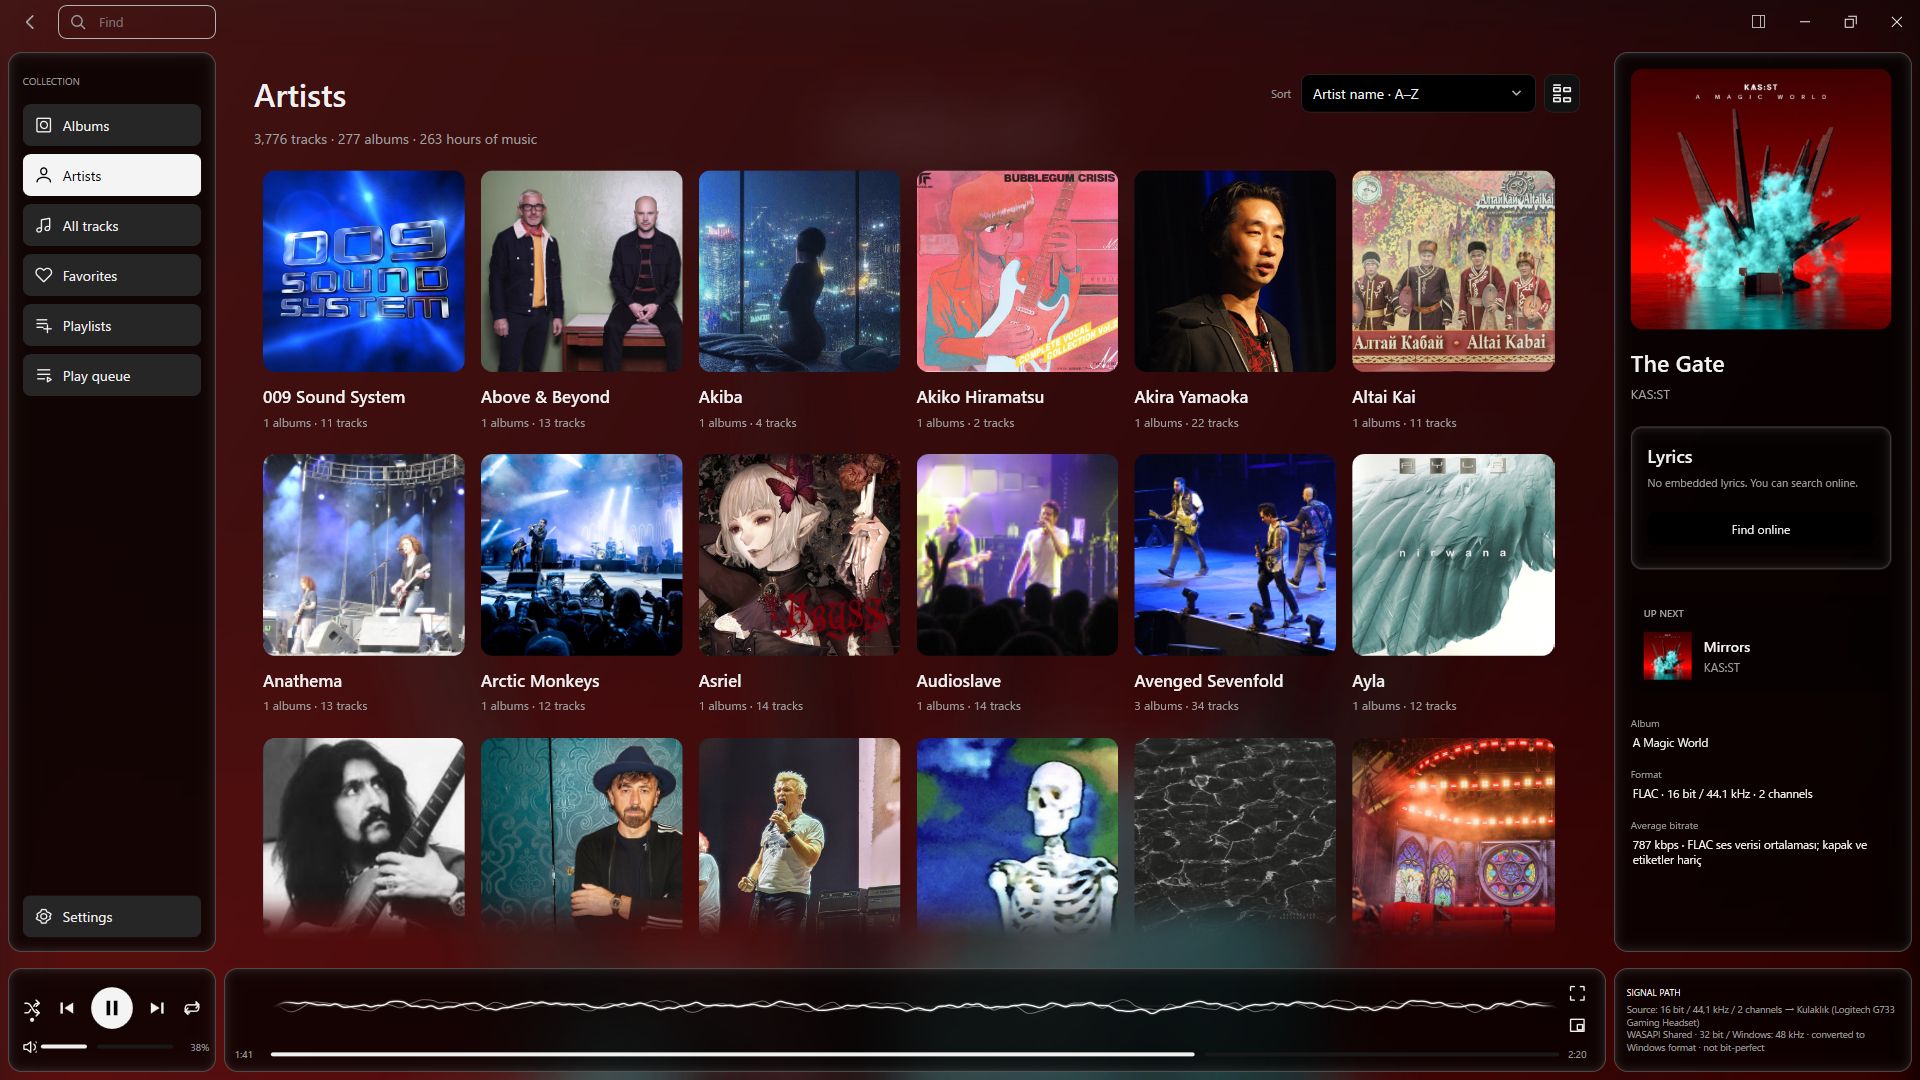 Find
COLLECTION
Albums
Artists
All tracks
Favorites
Playlists
Play queue
Settings
Artists
3,776 tracks · 277 albums · 263 hours of music
Sort
Artist name · A–Z
009
SOUND
SYSTEM
BUBBLEGUM CRISIS
COMPLETE VOCAL
COLLECTION Vol.
АлтайКай AltaiKai
Алтай Кабай • Altai Kabai
009 Sound System
1 albums · 11 tracks
Above & Beyond
1 albums · 13 tracks
Akiba
1 albums · 4 tracks
Akiko Hiramatsu
1 albums · 2 tracks
Akira Yamaoka
1 albums · 22 tracks
Altai Kai
1 albums · 11 tracks
Abyss
AYLA
nirwana
Anathema
1 albums · 13 tracks
Arctic Monkeys
1 albums · 12 tracks
Asriel
1 albums · 14 tracks
Audioslave
1 albums · 14 tracks
Avenged Sevenfold
3 albums · 34 tracks
Ayla
1 albums · 12 tracks
KAS:ST
A MAGIC WORLD
The Gate
KAS:ST
Lyrics
No embedded lyrics. You can search online.
Find online
UP NEXT
Mirrors
KAS:ST
Album
A Magic World
Format
FLAC · 16 bit / 44.1 kHz · 2 channels
Average bitrate
787 kbps · FLAC ses verisi ortalaması; kapak ve
etiketler hariç
38%
1:41
2:20
SIGNAL PATH
Source: 16 bit / 44,1 kHz / 2 channels → Kulaklık (Logitech G733
Gaming Headset)
WASAPI Shared · 32 bit / Windows: 48 kHz · converted to
Windows format · not bit-perfect